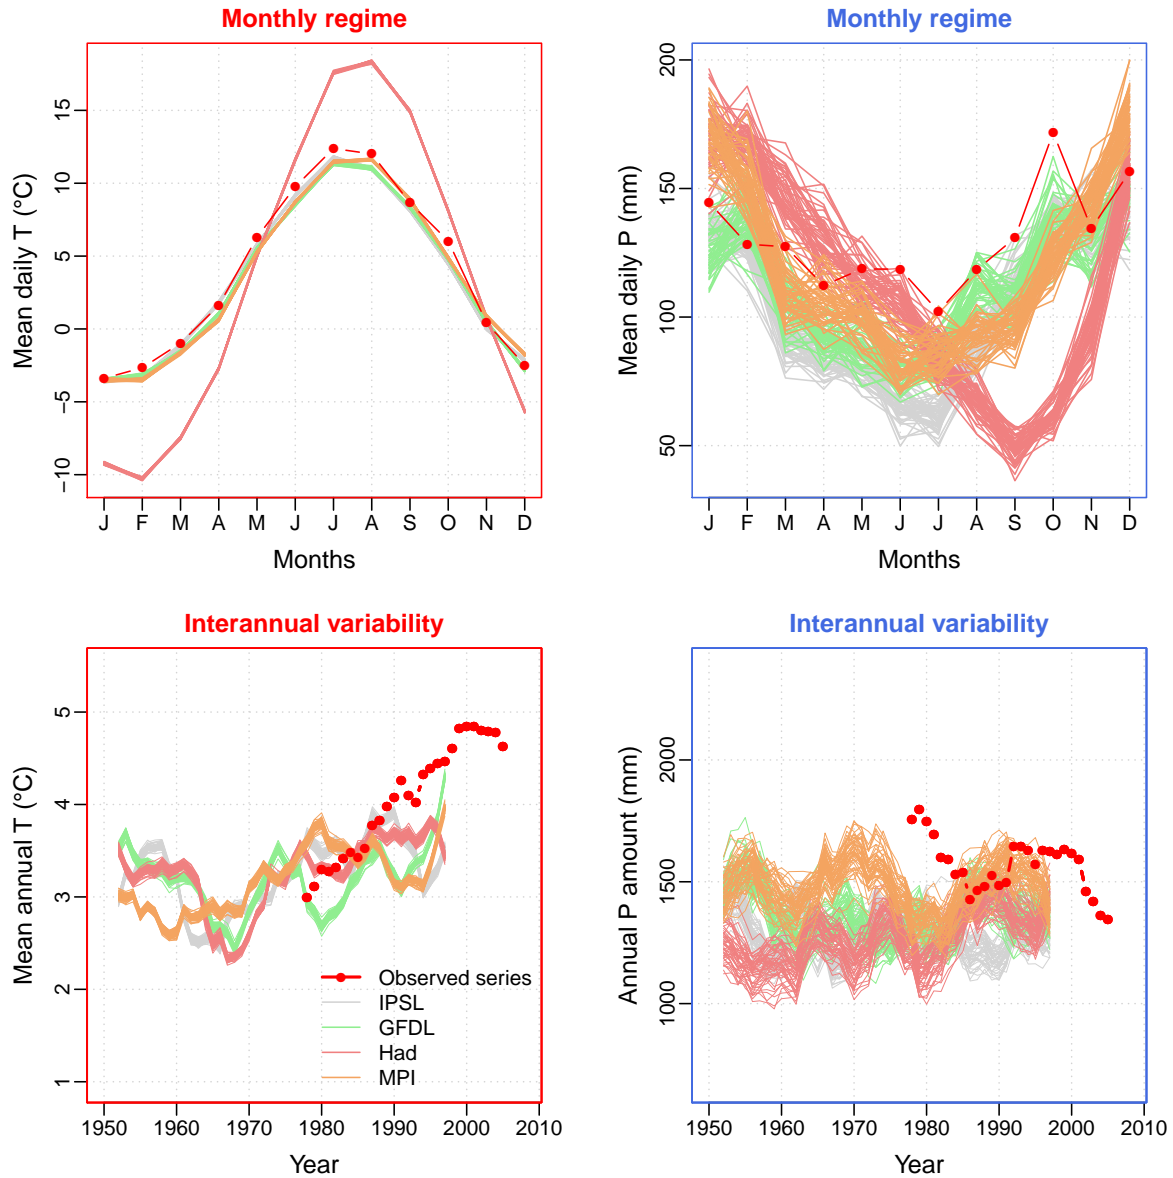 Monthly regime
Mean daily T (°C)
15
10
5
0
−5
−10
J F M A M J J A S O N D
Months
Monthly regime
Mean daily P (mm)
200
150
100
50
J F M A M J J A S O N D
Months
Interannual variability
Mean annual T (°C)
5
4
3
2
1
Observed series
IPSL
GFDL
Had
MPI
1950 1960 1970 1980 1990 2000 2010
Year
Interannual variability
Annual P amount (mm)
2000
1500
1000
1950 1960 1970 1980 1990 2000 2010
Year